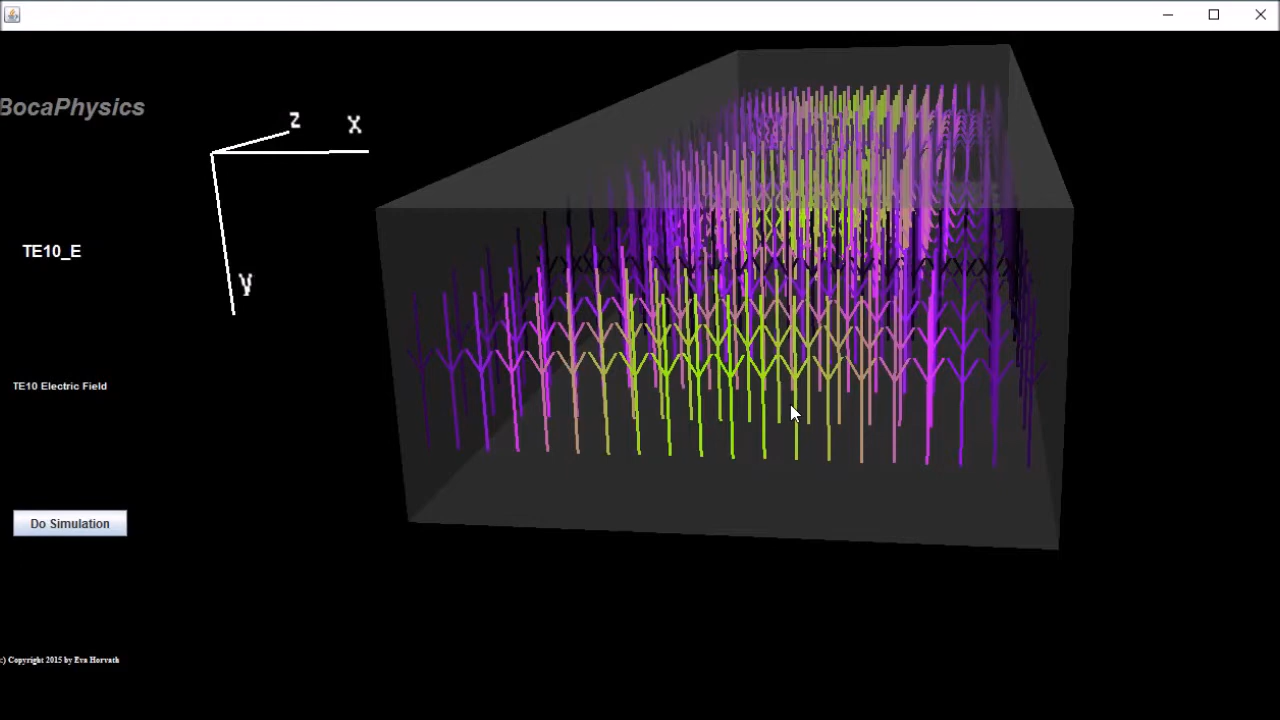 BocaPhysics
z
x
y
TE10_E
TE10 Electric Field
Do Simulation
:) Copyright 2015 by Eva Horvath